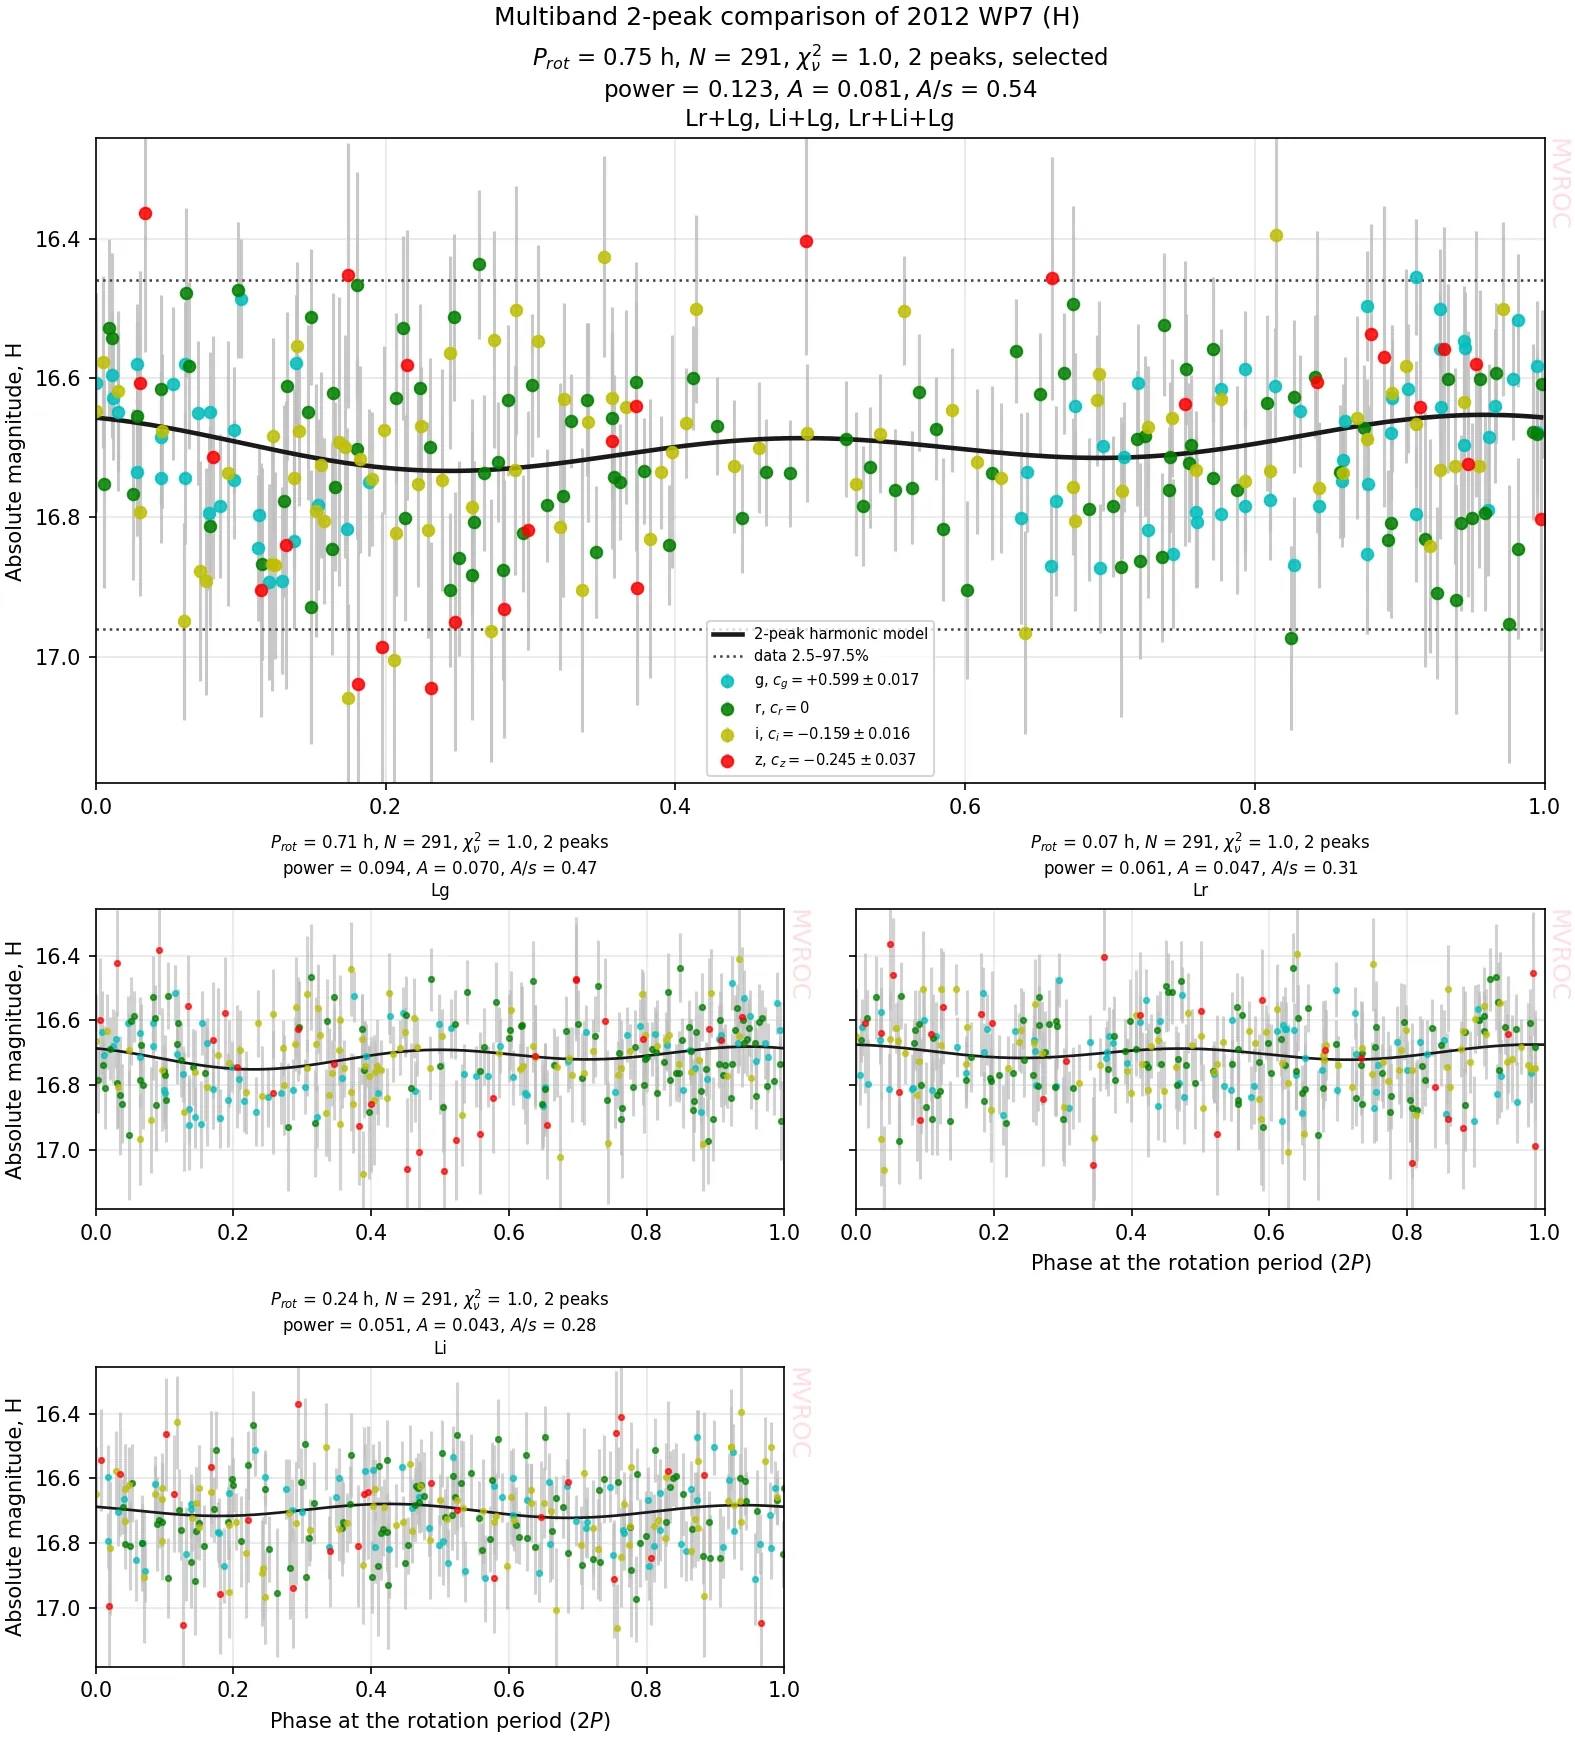 Multiband 2-peak comparison of 2012 WP7 (H)
P_rot = 0.75 h, N = 291, χ²_ν = 1.0, 2 peaks, selected
power = 0.123, A = 0.081, A/s = 0.54
Lr+Lg, Li+Lg, Lr+Li+Lg
MVROC
Absolute magnitude, H
16.4
16.6
16.8
17.0
2-peak harmonic model
data 2.5–97.5%
g, c_g = +0.599 ± 0.017
r, c_r = 0
i, c_i = −0.159 ± 0.016
z, c_z = −0.245 ± 0.037
0.0 0.2 0.4 0.6 0.8 1.0
P_rot = 0.71 h, N = 291, χ²_ν = 1.0, 2 peaks
power = 0.094, A = 0.070, A/s = 0.47
Lg
MVROC
Absolute magnitude, H
16.4
16.6
16.8
17.0
0.0 0.2 0.4 0.6 0.8 1.0
P_rot = 0.07 h, N = 291, χ²_ν = 1.0, 2 peaks
power = 0.061, A = 0.047, A/s = 0.31
Lr
MVROC
0.0 0.2 0.4 0.6 0.8 1.0
Phase at the rotation period (2P)
P_rot = 0.24 h, N = 291, χ²_ν = 1.0, 2 peaks
power = 0.051, A = 0.043, A/s = 0.28
Li
MVROC
Absolute magnitude, H
16.4
16.6
16.8
17.0
0.0 0.2 0.4 0.6 0.8 1.0
Phase at the rotation period (2P)